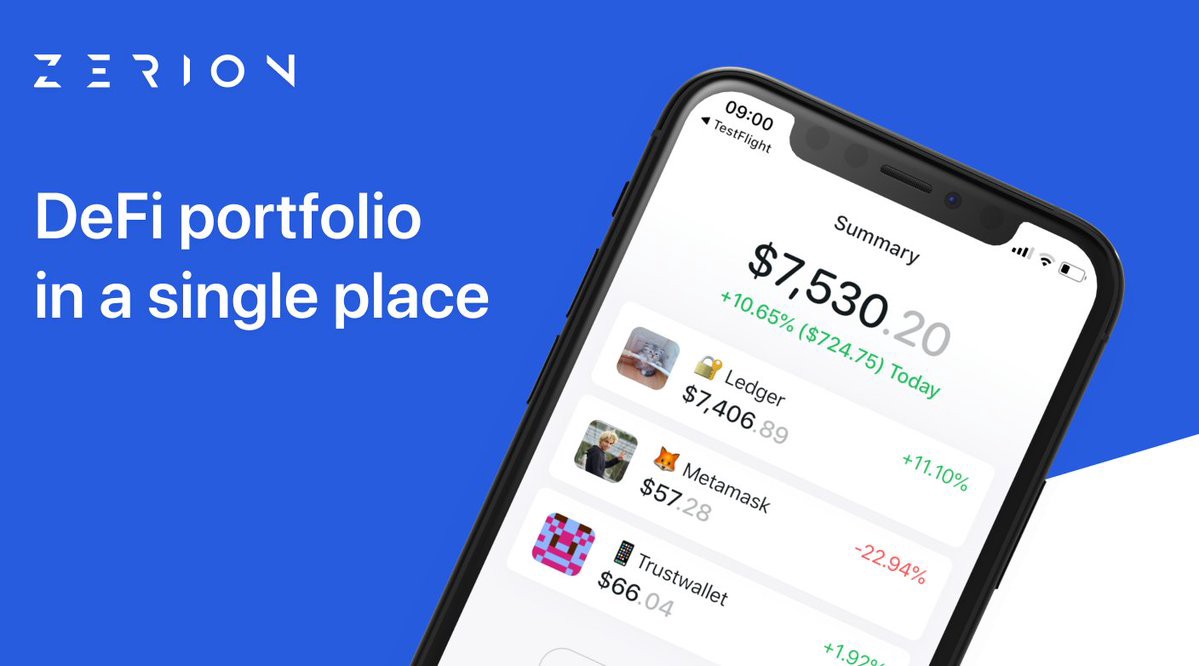 ZERION
DeFi portfolio
in a single place
09:00
◀ TestFlight
Summary
$7,530.20
+10.65% ($724.75) Today
🔐 Ledger
$7,406.89
+11.10%
🦊 Metamask
$57.28
-22.94%
📱 Trustwallet
$66.04
+1.92%